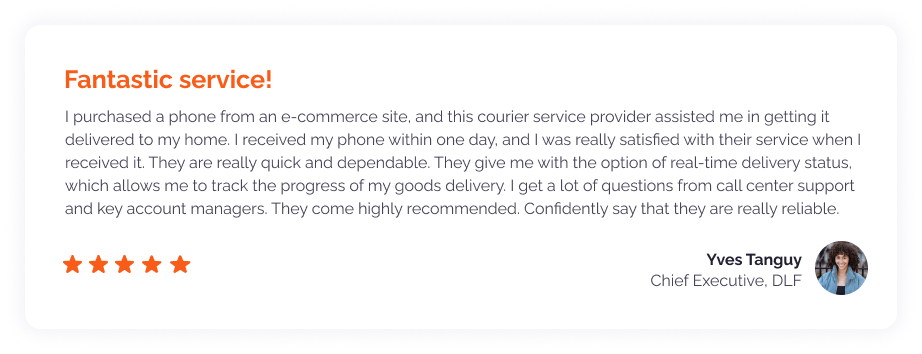 Fantastic service!
I purchased a phone from an e-commerce site, and this courier service provider assisted me in getting it
delivered to my home. I received my phone within one day, and I was really satisfied with their service when I
received it. They are really quick and dependable. They give me with the option of real-time delivery status,
which allows me to track the progress of my goods delivery. I get a lot of questions from call center support
and key account managers. They come highly recommended. Confidently say that they are really reliable.
Yves Tanguy
Chief Executive, DLF